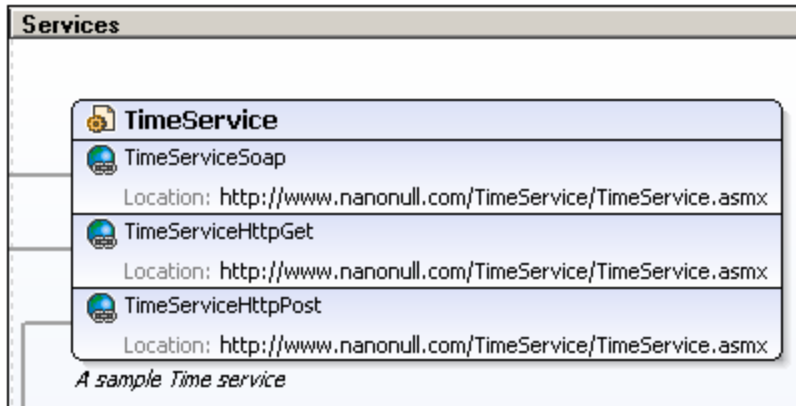 Services
TimeService
TimeServiceSoap
Location: http://www.nanonull.com/TimeService/TimeService.asmx
TimeServiceHttpGet
Location: http://www.nanonull.com/TimeService/TimeService.asmx
TimeServiceHttpPost
Location: http://www.nanonull.com/TimeService/TimeService.asmx
A sample Time service